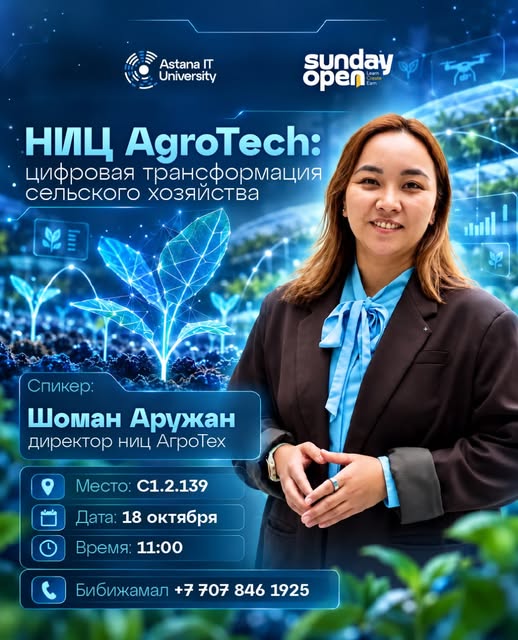 Astana IT
University
sunday
open
Learn
Create
Earn
НИЦ AgroTech:
цифровая трансформация
сельского хозяйства
Спикер:
Шоман Аружан
директор ниц АгроТех
Место: C1.2.139
Дата: 18 октября
Время: 11:00
Бибижамал +7 707 846 1925